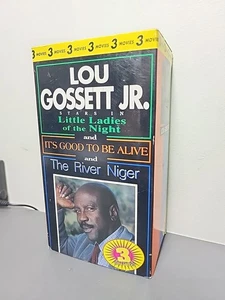 3 MOVIES 3 MOVIES 3 MOVIES 3 MOVIES 3 MOVIES 3
LOU
GOSSETT JR.
STARS IN
Little Ladies
of the Night
and
IT'S GOOD TO BE ALIVE
and
The River Niger
3